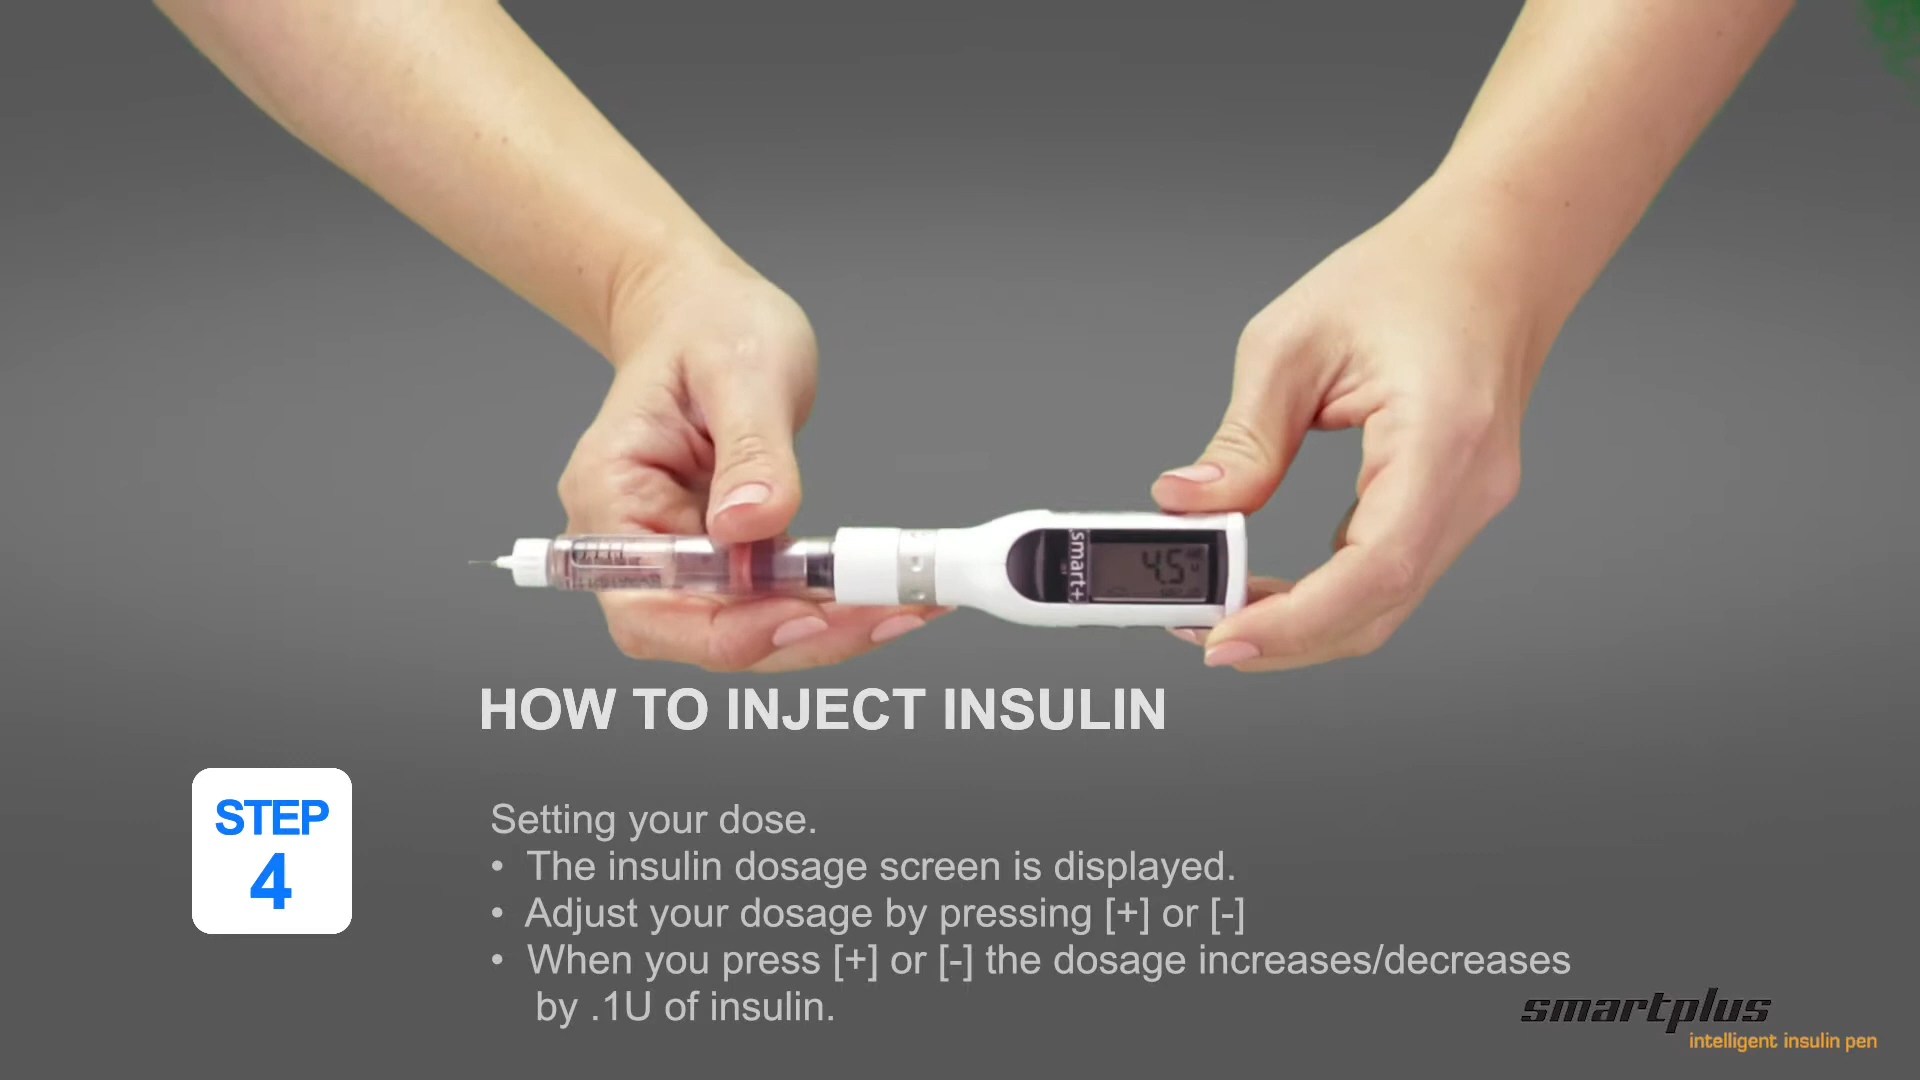 smart+
4.5
HOW TO INJECT INSULIN
STEP
4
Setting your dose.
• The insulin dosage screen is displayed.
• Adjust your dosage by pressing [+] or [-]
• When you press [+] or [-] the dosage increases/decreases
by .1U of insulin.
smartplus
intelligent insulin pen